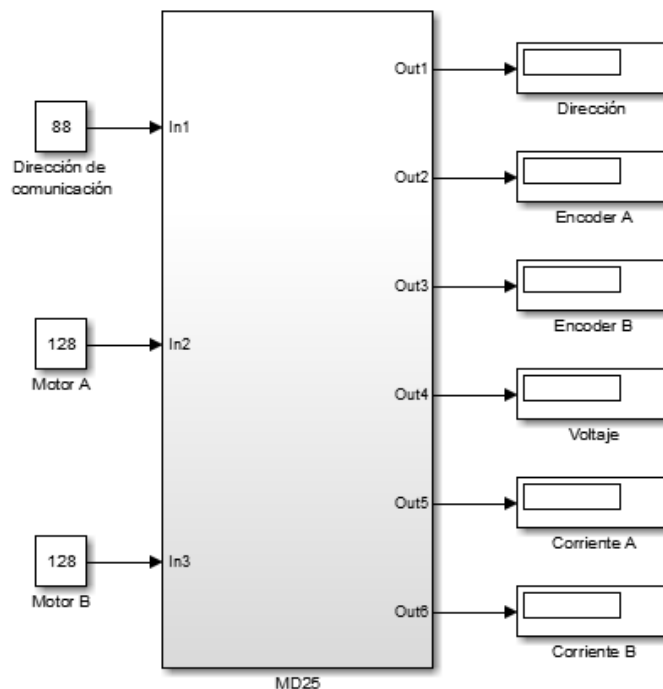 88
Dirección de
comunicación
128
Motor A
128
Motor B
In1
In2
In3
Out1
Out2
Out3
Out4
Out5
Out6
MD25
Dirección
Encoder A
Encoder B
Voltaje
Corriente A
Corriente B